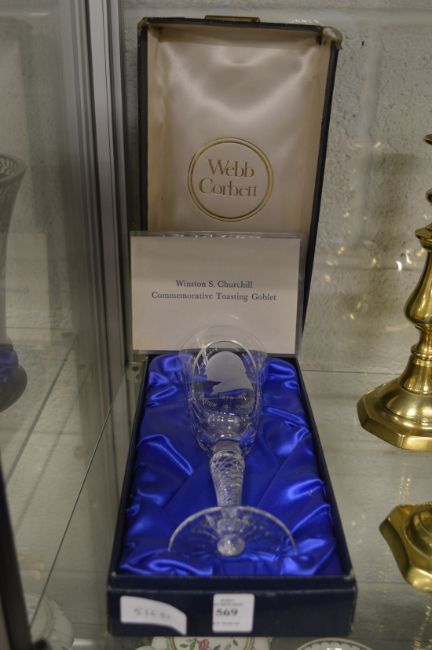 Webb
Corbett
Winston S. Churchill
Commemorative Toasting Goblet
569